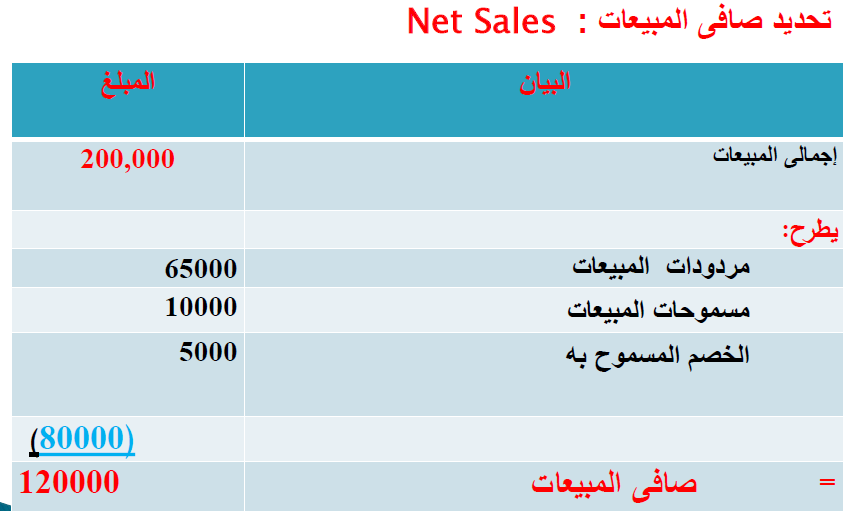 تحديد صافى المبيعات : Net Sales
البيان المبلغ
إجمالى المبيعات 200,000
يطرح:
مردودات المبيعات 65000
مسموحات المبيعات 10000
الخصم المسموح به 5000
(80000)
= صافى المبيعات 120000